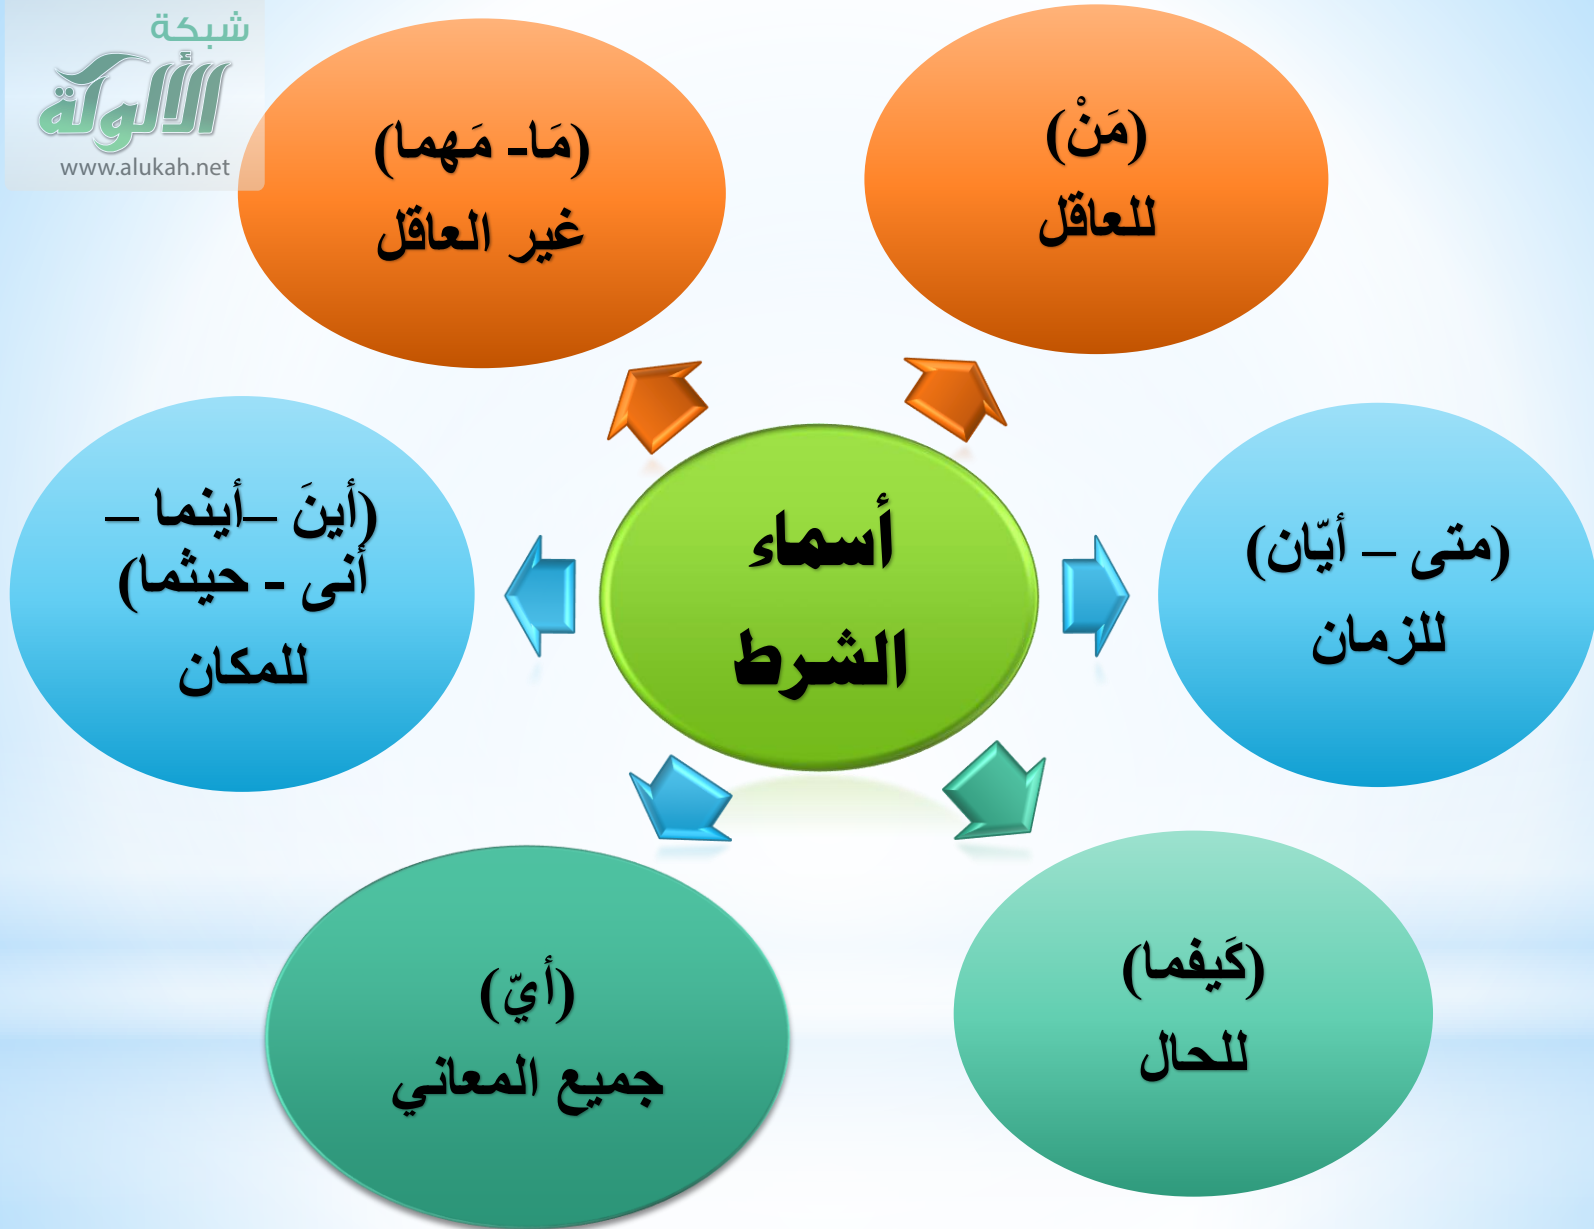 شبكة
الألوكة
www.alukah.net
(مَنْ)
للعاقل
(مَا- مَهما)
غير العاقل
أسماء
الشرط
(متى – أيّان)
للزمان
(أينَ –أينما –
أنى - حيثما)
للمكان
(كَيفما)
للحال
(أيّ)
جميع المعاني